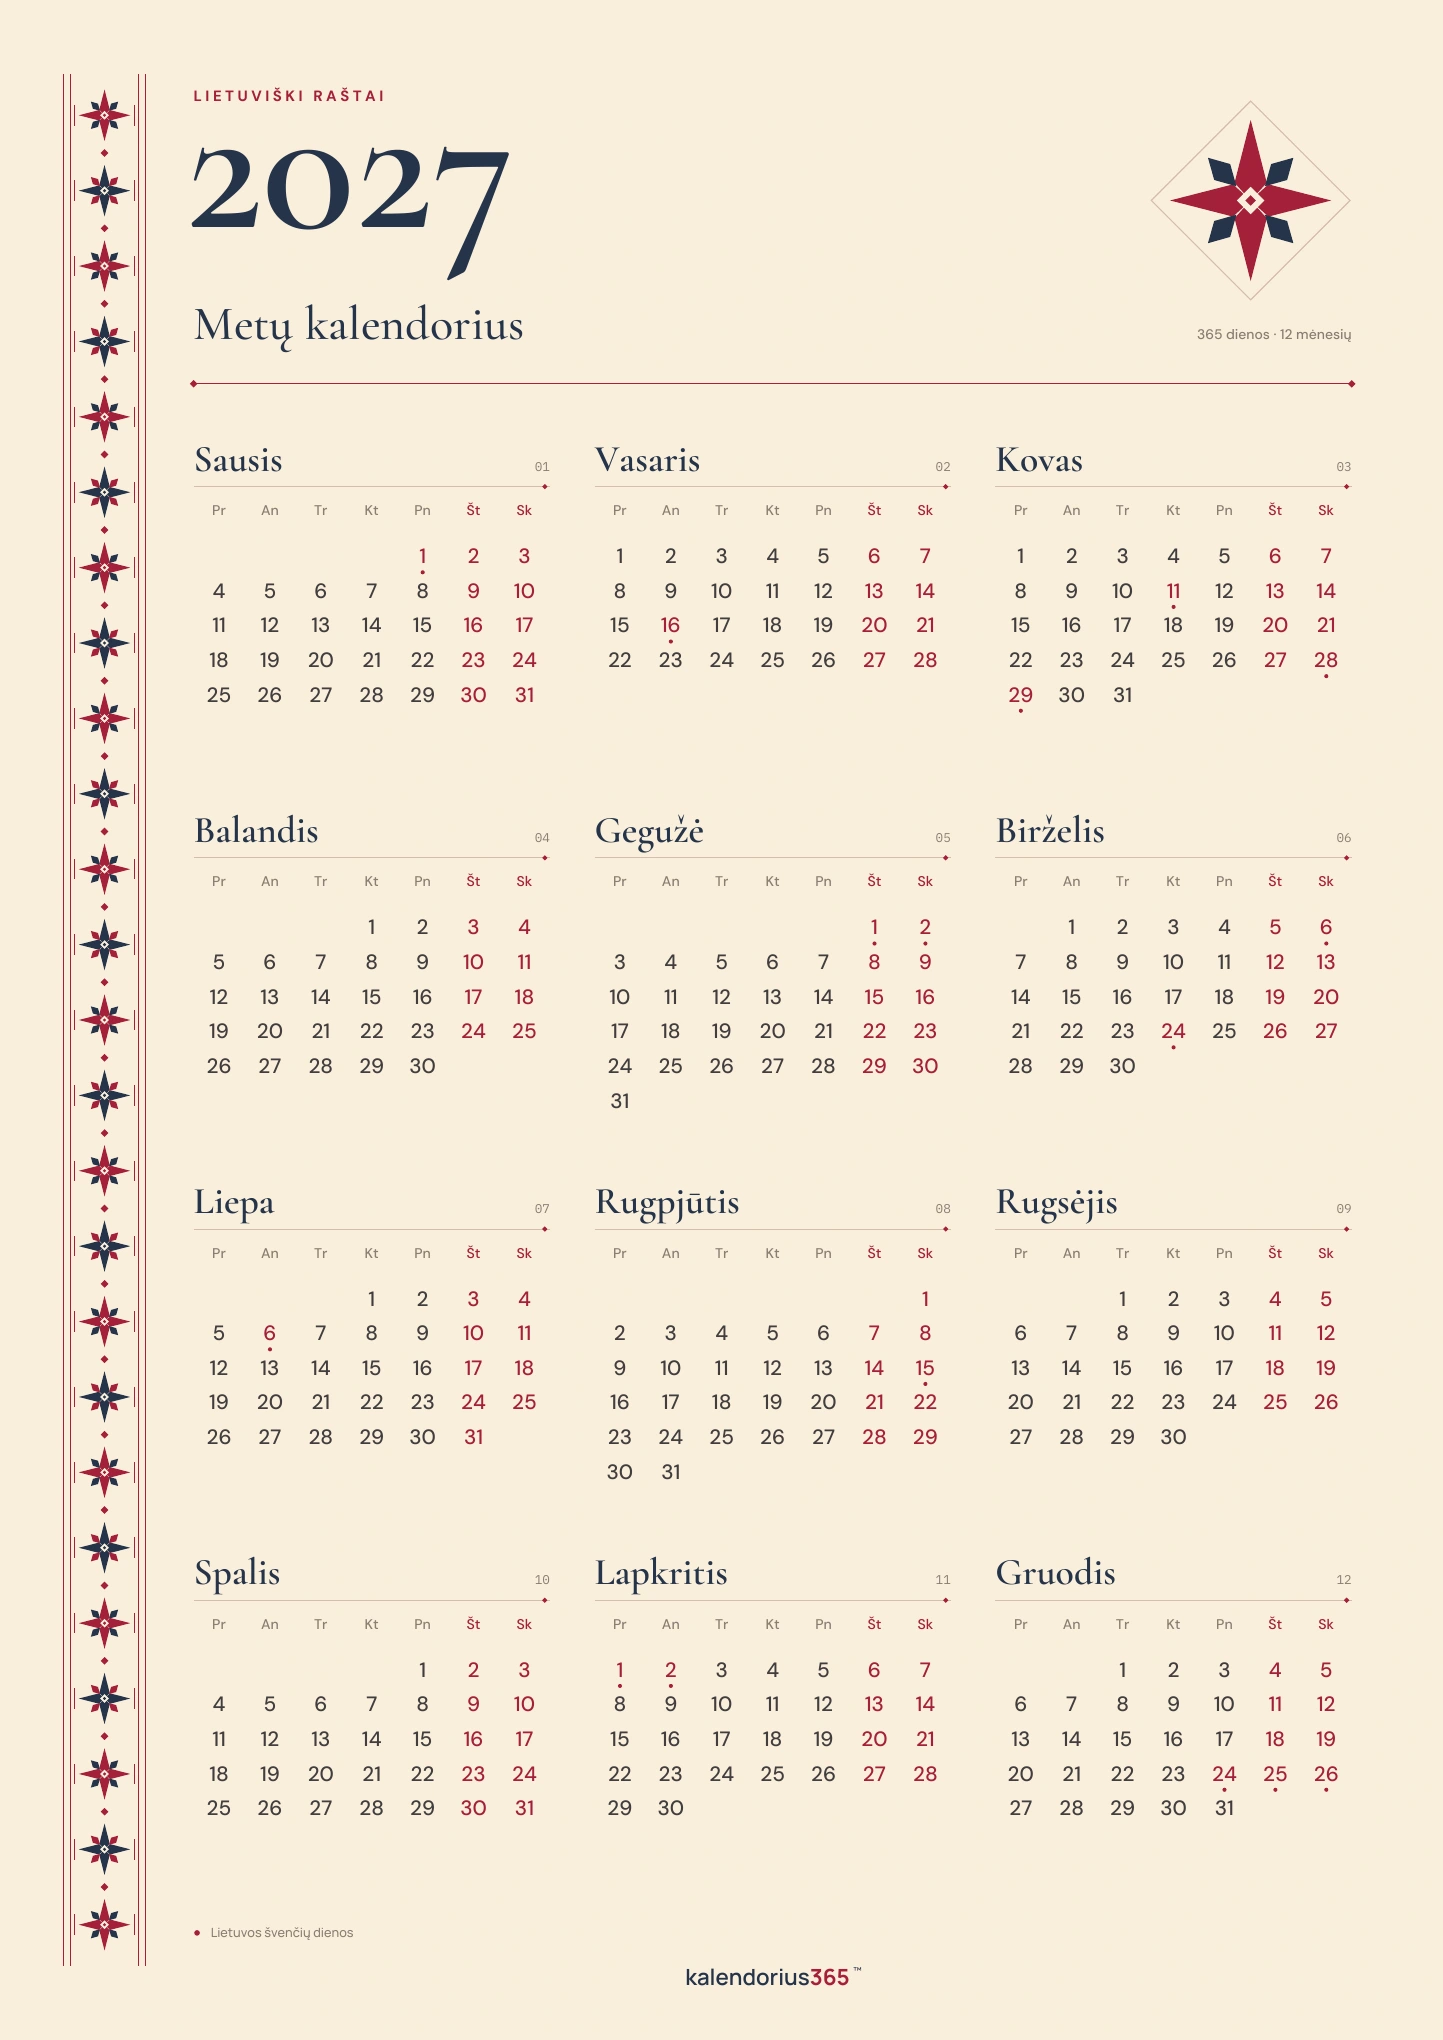 LIETUVIŠKI RAŠTAI
2027
Metų kalendorius
365 dienos · 12 mėnesių
Sausis 01
Pr An Tr Kt Pn Št Sk
1 2 3
4 5 6 7 8 9 10
11 12 13 14 15 16 17
18 19 20 21 22 23 24
25 26 27 28 29 30 31
Vasaris 02
Pr An Tr Kt Pn Št Sk
1 2 3 4 5 6 7
8 9 10 11 12 13 14
15 16 17 18 19 20 21
22 23 24 25 26 27 28
Kovas 03
Pr An Tr Kt Pn Št Sk
1 2 3 4 5 6 7
8 9 10 11 12 13 14
15 16 17 18 19 20 21
22 23 24 25 26 27 28
29 30 31
Balandis 04
Pr An Tr Kt Pn Št Sk
1 2 3 4
5 6 7 8 9 10 11
12 13 14 15 16 17 18
19 20 21 22 23 24 25
26 27 28 29 30
Gegužė 05
Pr An Tr Kt Pn Št Sk
1 2
3 4 5 6 7 8 9
10 11 12 13 14 15 16
17 18 19 20 21 22 23
24 25 26 27 28 29 30
31
Birželis 06
Pr An Tr Kt Pn Št Sk
1 2 3 4 5 6
7 8 9 10 11 12 13
14 15 16 17 18 19 20
21 22 23 24 25 26 27
28 29 30
Liepa 07
Pr An Tr Kt Pn Št Sk
1 2 3 4
5 6 7 8 9 10 11
12 13 14 15 16 17 18
19 20 21 22 23 24 25
26 27 28 29 30 31
Rugpjūtis 08
Pr An Tr Kt Pn Št Sk
1
2 3 4 5 6 7 8
9 10 11 12 13 14 15
16 17 18 19 20 21 22
23 24 25 26 27 28 29
30 31
Rugsėjis 09
Pr An Tr Kt Pn Št Sk
1 2 3 4 5
6 7 8 9 10 11 12
13 14 15 16 17 18 19
20 21 22 23 24 25 26
27 28 29 30
Spalis 10
Pr An Tr Kt Pn Št Sk
1 2 3
4 5 6 7 8 9 10
11 12 13 14 15 16 17
18 19 20 21 22 23 24
25 26 27 28 29 30 31
Lapkritis 11
Pr An Tr Kt Pn Št Sk
1 2 3 4 5 6 7
8 9 10 11 12 13 14
15 16 17 18 19 20 21
22 23 24 25 26 27 28
29 30
Gruodis 12
Pr An Tr Kt Pn Št Sk
1 2 3 4 5
6 7 8 9 10 11 12
13 14 15 16 17 18 19
20 21 22 23 24 25 26
27 28 29 30 31
Lietuvos švenčių dienos
kalendorius365™